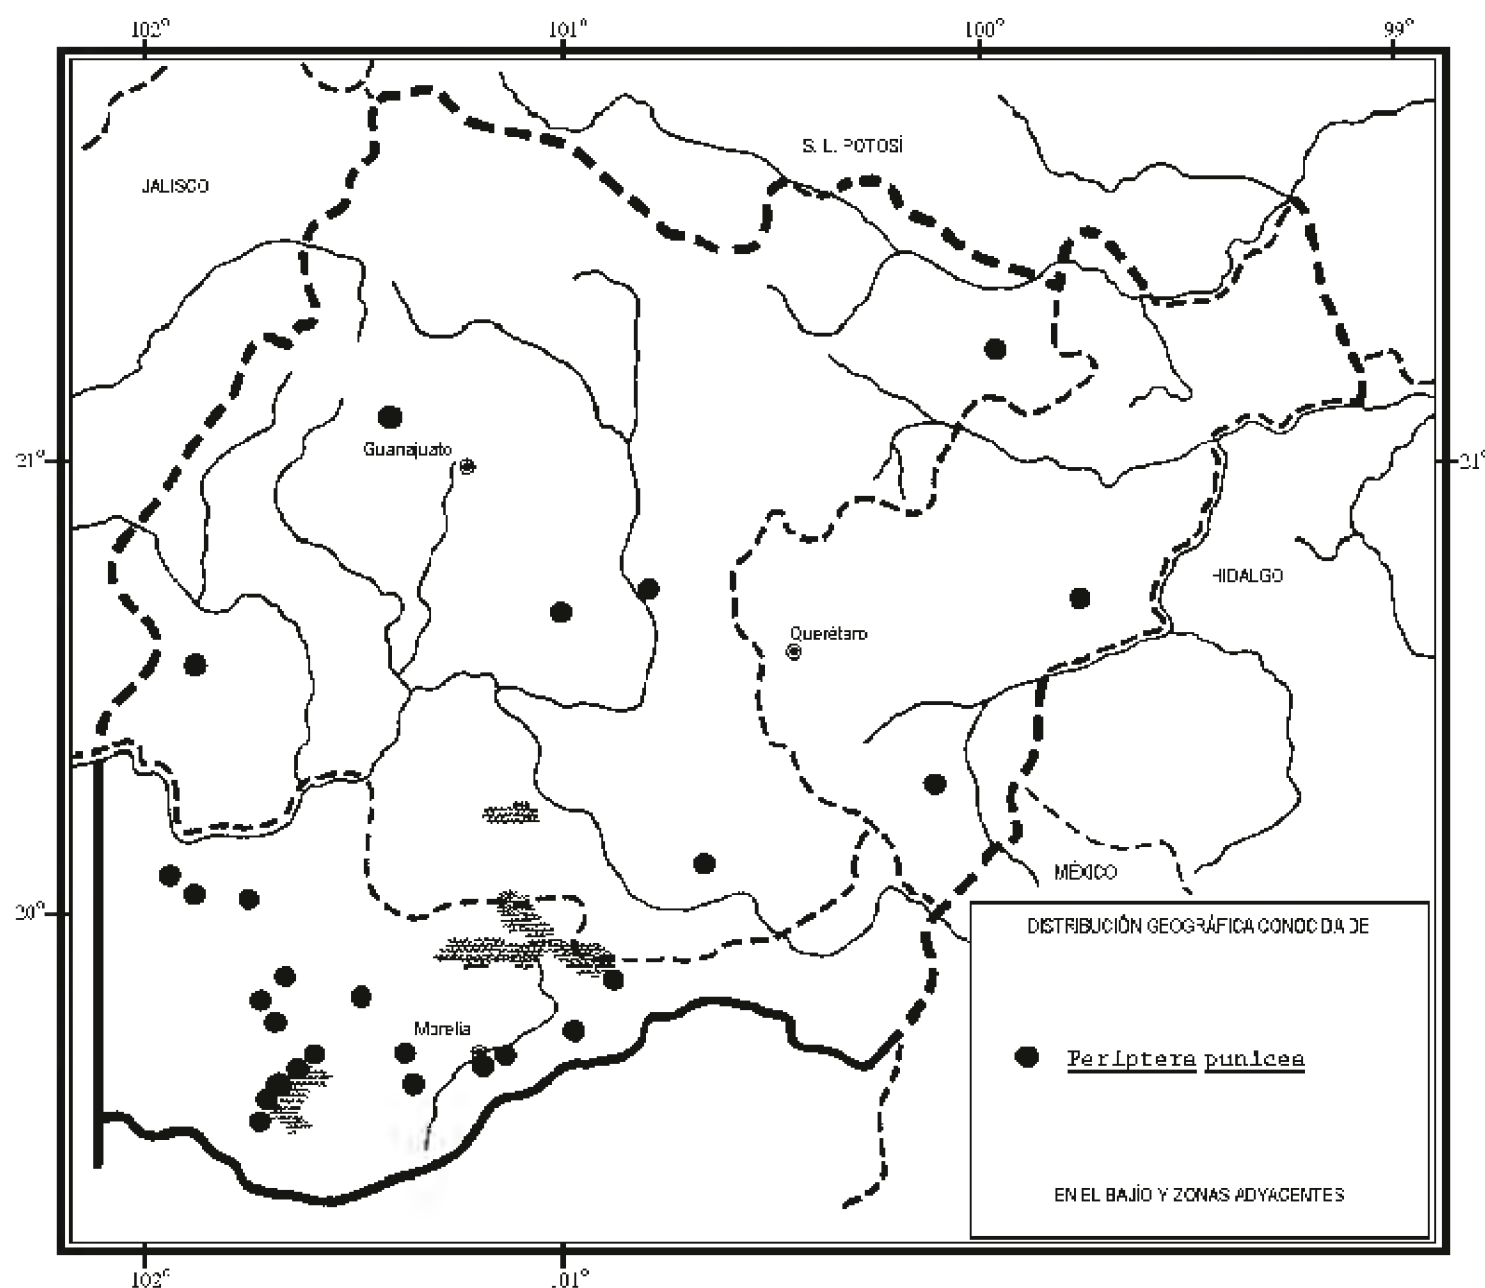 102° 101° 100° 99°
S. L. POTOSÍ
JALISCO
Guanajuato
21° 21°
HIDALGO
Querétaro
MÉXICO
20°
DISTRIBUCIÓN GEOGRÁFICA CONOCIDA DE
Morelia
Periptera punicea
EN EL BAJÍO Y ZONAS ADYACENTES
102° 101°